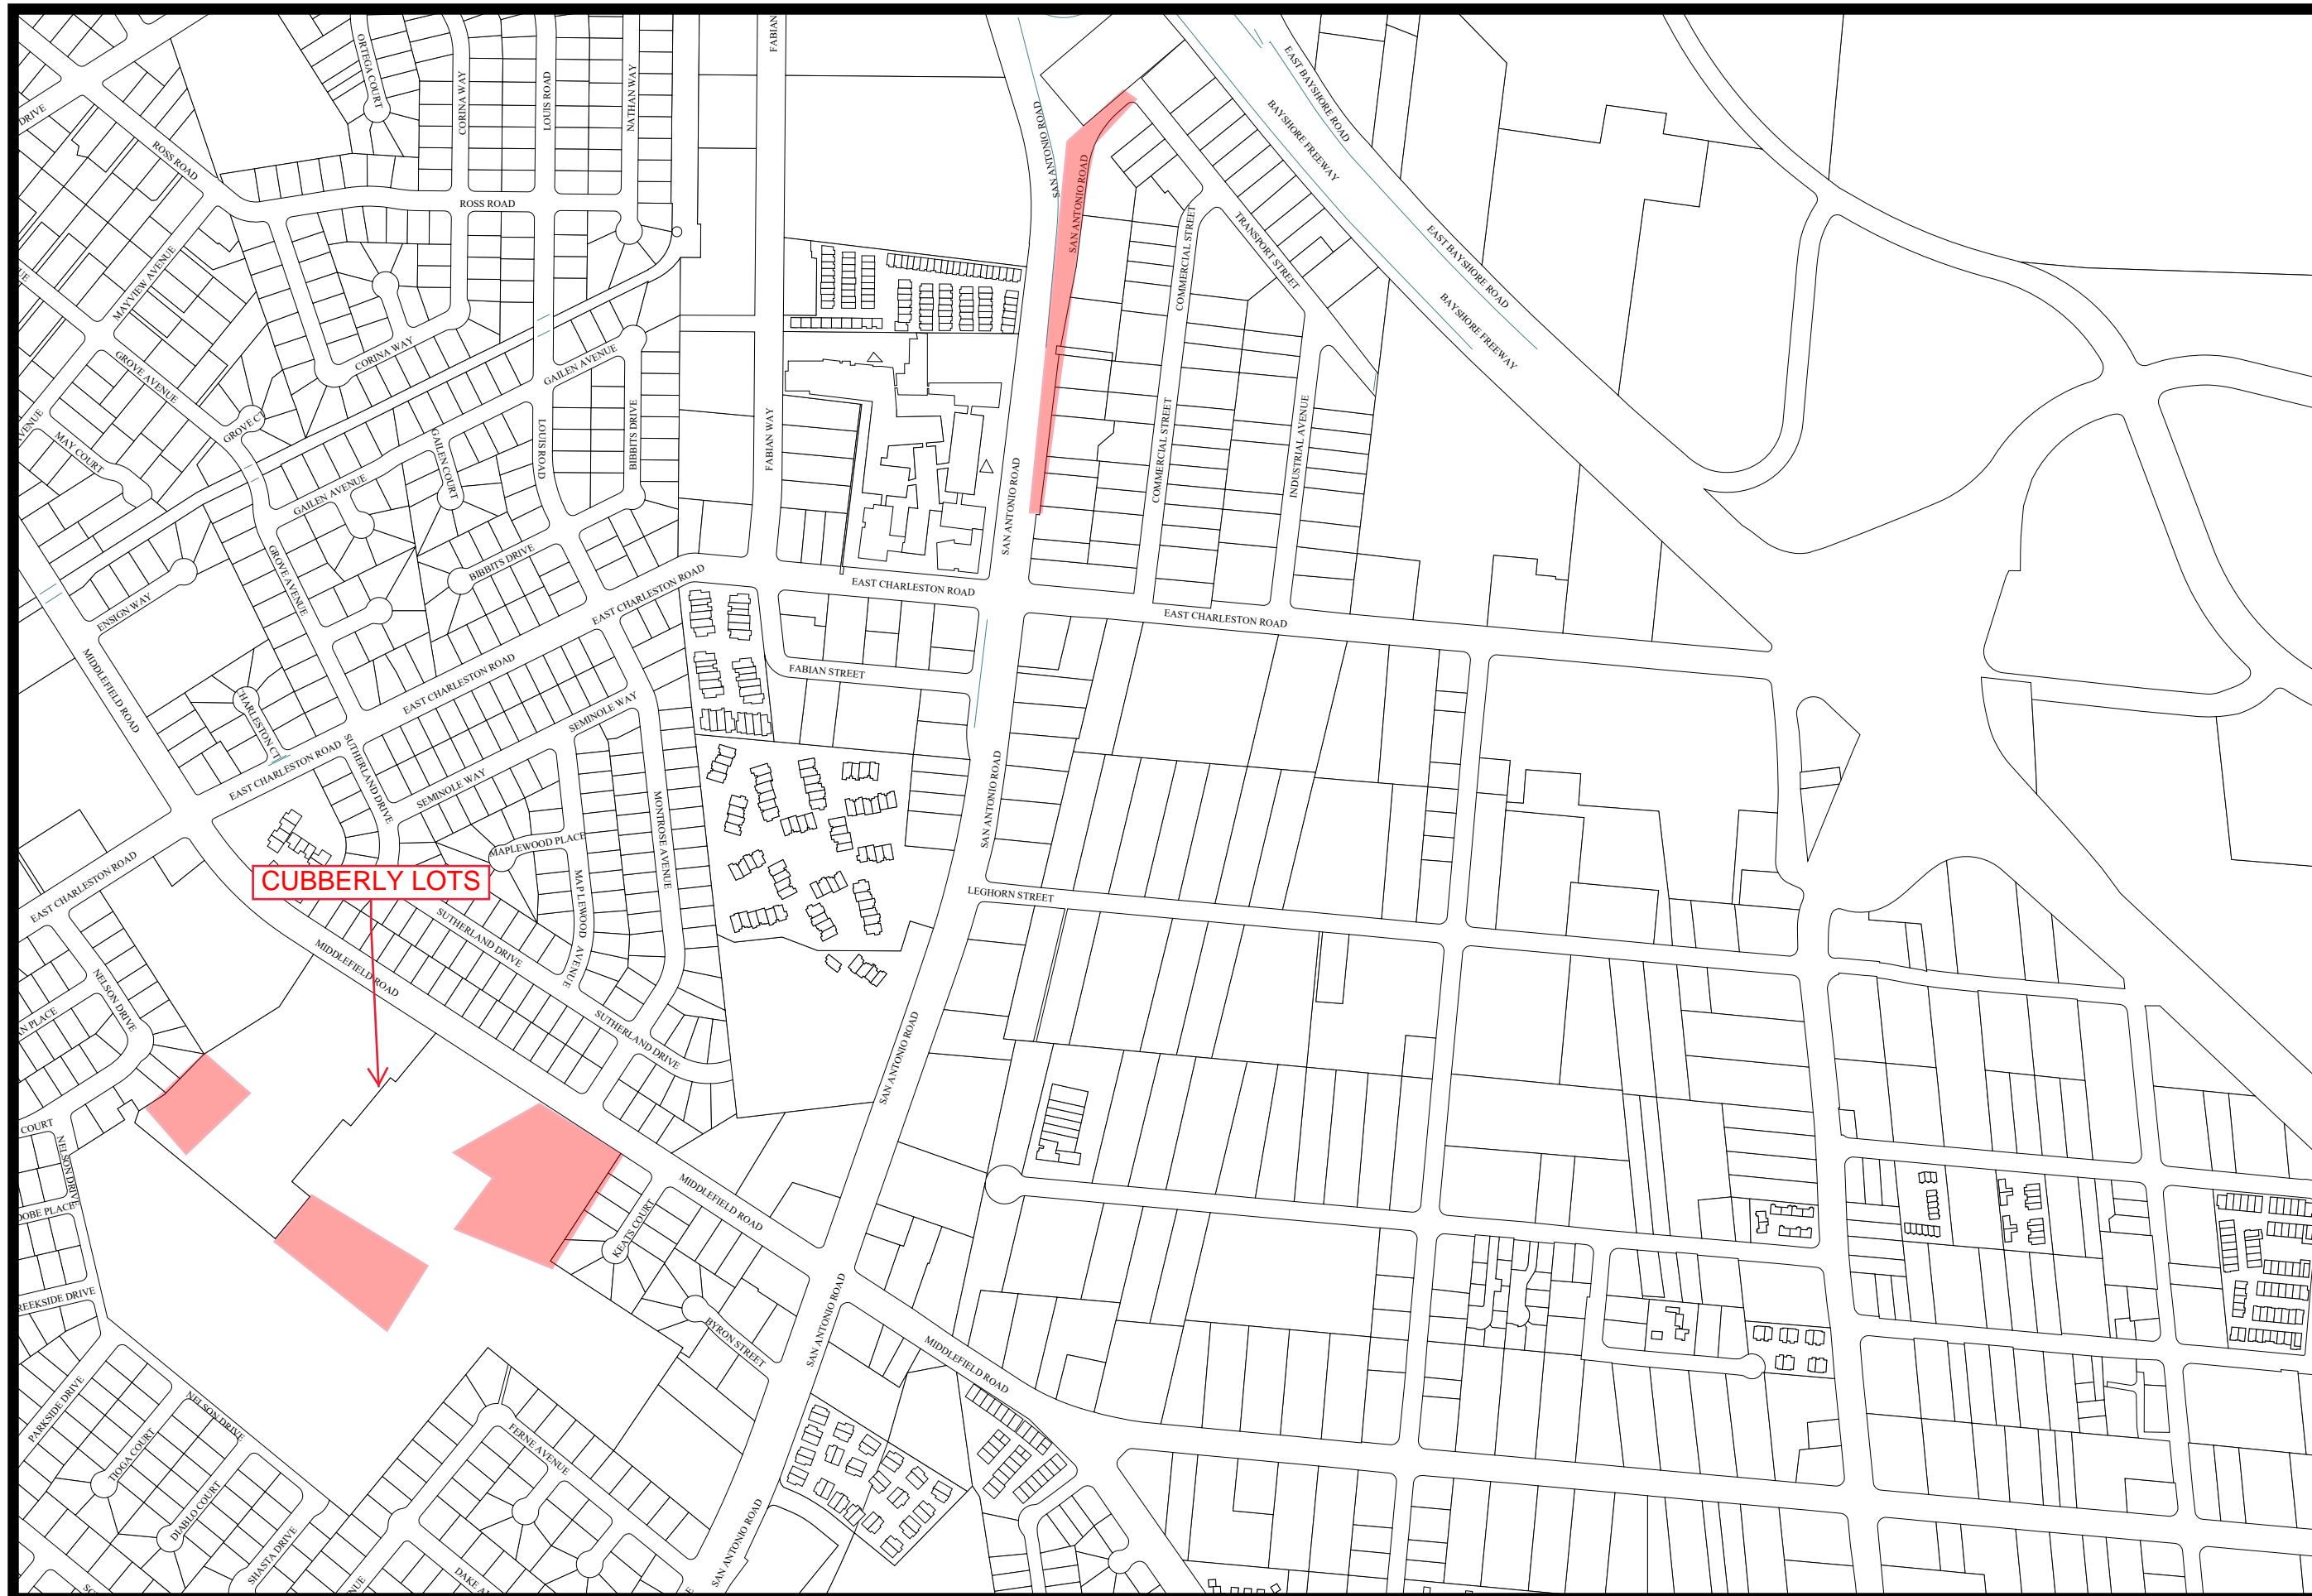 FABIAN
ORTEGA COURT
CORINA WAY
LOUIS ROAD
NATHAN WAY
EAST BAYSHORE ROAD
BAYSHORE FREEWAY
SAN ANTONIO ROAD
SAN ANTONIO ROAD
DRIVE
ROSS ROAD
ROSS ROAD
COMMERCIAL STREET
TRANSPORT STREET
EAST BAYSHORE ROAD
BAYSHORE FREEWAY
UE
MAYVIEW AVENUE
CORINA WAY
GAILEN AVENUE
GROVE AVENUE
GROVE CT
VENUE
MAY COURT
GAILEN COURT
LOUIS ROAD
BIBBITS DRIVE
FABIAN WAY
COMMERCIAL STREET
INDUSTRIAL AVENUE
GAILEN AVENUE
SAN ANTONIO ROAD
GROVE AVENUE
BIBBITS DRIVE
ENSIGN WAY
EAST CHARLESTON ROAD
EAST CHARLESTON ROAD
EAST CHARLESTON ROAD
MIDDLEFIELD ROAD
CHARLESTON CT
EAST CHARLESTON ROAD
FABIAN STREET
SEMINOLE WAY
EAST CHARLESTON ROAD
SUTHERLAND DRIVE
SEMINOLE WAY
MONTROSE AVENUE
SAN ANTONIO ROAD
MAPLEWOOD PLACE
CUBBERLY LOTS
EAST CHARLESTON ROAD
MAPLEWOOD AVENUE
LEGHORN STREET
SUTHERLAND DRIVE
MIDDLEFIELD ROAD
NELSON DRIVE
N PLACE
SUTHERLAND DRIVE
SAN ANTONIO ROAD
COURT
NELSON DRIVE
OBE PLACE
MIDDLEFIELD ROAD
KEATS COURT
REEKSIDE DRIVE
BYRON STREET
SAN ANTONIO ROAD
MIDDLEFIELD ROAD
PARKSIDE DRIVE
NELSON DRIVE
TIOGA COURT
FERNE AVENUE
DIABLO COURT
SHASTA DRIVE
SAN ANTONIO ROAD
NUE
DAKE A
E